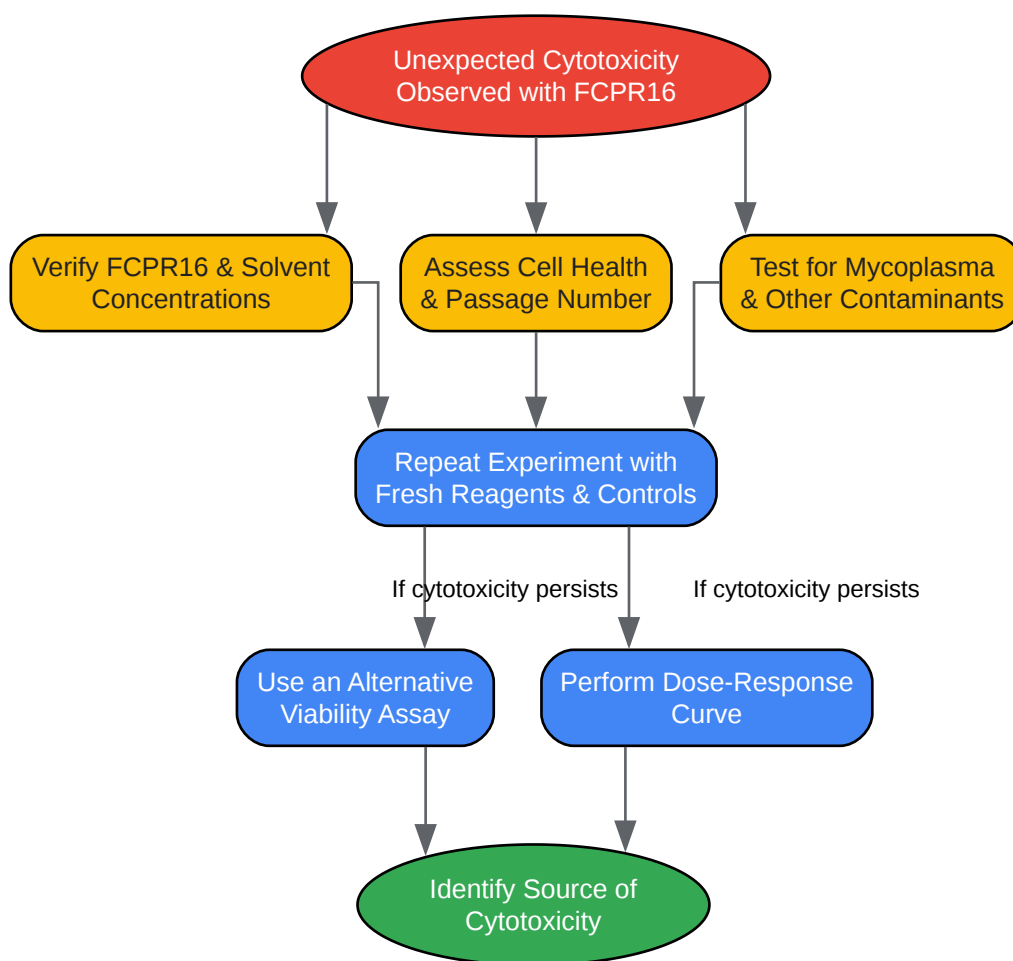 Unexpected Cytotoxicity
Observed with FCPR16
Verify FCPR16 & Solvent
Concentrations
Assess Cell Health
& Passage Number
Test for Mycoplasma
& Other Contaminants
Repeat Experiment with
Fresh Reagents & Controls
If cytotoxicity persists
If cytotoxicity persists
Use an Alternative
Viability Assay
Perform Dose-Response
Curve
Identify Source of
Cytotoxicity